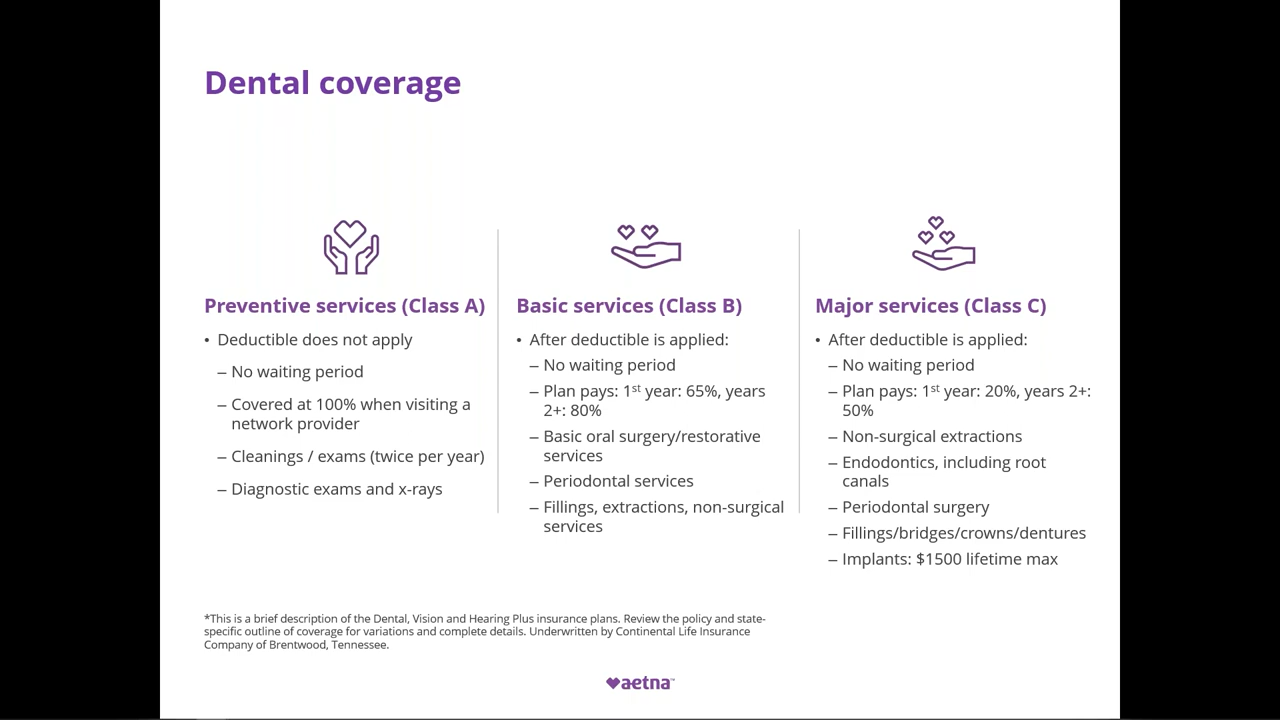 Dental coverage
Preventive services (Class A)
• Deductible does not apply
– No waiting period
– Covered at 100% when visiting a
network provider
– Cleanings / exams (twice per year)
– Diagnostic exams and x-rays
Basic services (Class B)
• After deductible is applied:
– No waiting period
– Plan pays: 1st year: 65%, years
2+: 80%
– Basic oral surgery/restorative
services
– Periodontal services
– Fillings, extractions, non-surgical
services
Major services (Class C)
• After deductible is applied:
– No waiting period
– Plan pays: 1st year: 20%, years 2+:
50%
– Non-surgical extractions
– Endodontics, including root
canals
– Periodontal surgery
– Fillings/bridges/crowns/dentures
– Implants: $1500 lifetime max
*This is a brief description of the Dental, Vision and Hearing Plus insurance plans. Review the policy and state-
specific outline of coverage for variations and complete details. Underwritten by Continental Life Insurance
Company of Brentwood, Tennessee.
aetna™